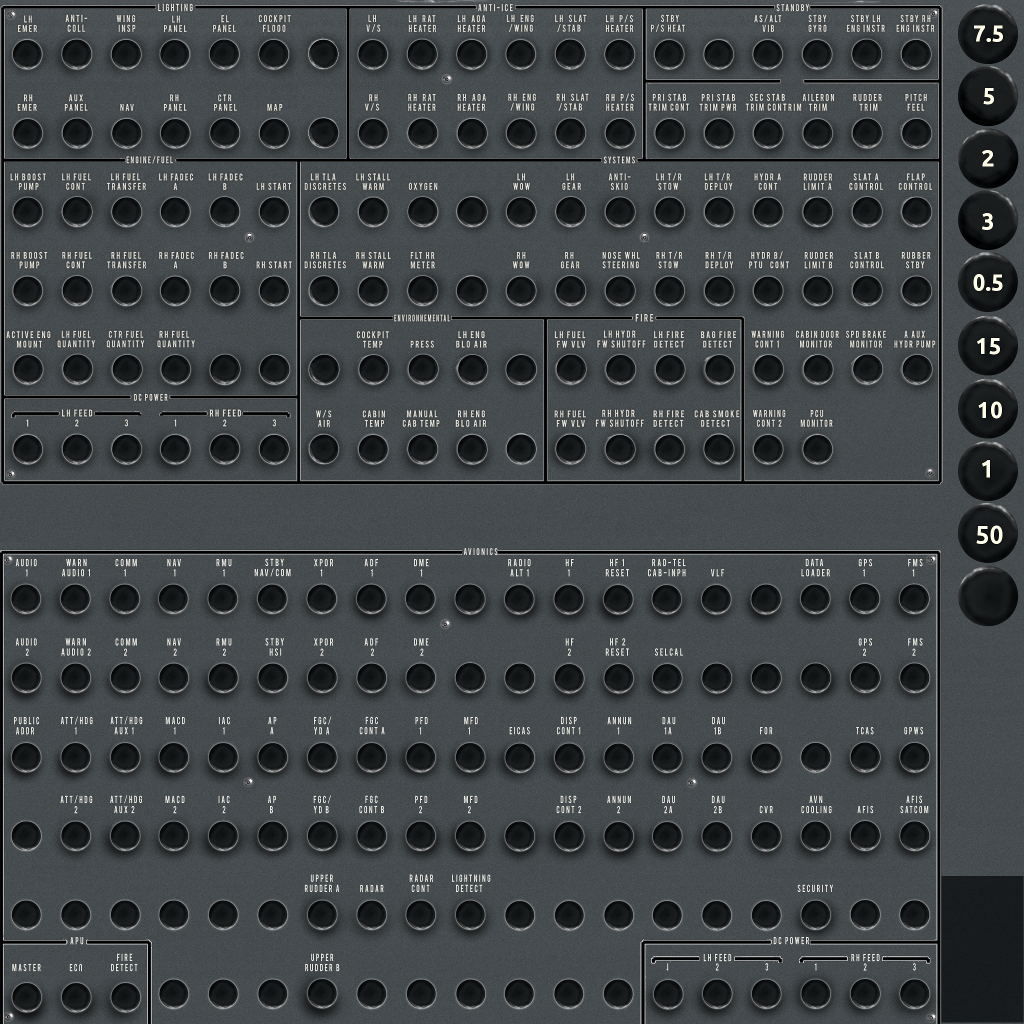 LIGHTING
LH EMER
ANTI-COLL
WING INSP
LH PANEL
EL PANEL
COCKPIT FLOOD
RH EMER
AUX PANEL
NAV
RH PANEL
CTR PANEL
MAP
ANTI-ICE
LH V/S
LH RAT HEATER
LH AOA HEATER
LH ENG /WING
LH SLAT /STAB
LH P/S HEATER
RH V/S
RH RAT HEATER
RH AOA HEATER
RH ENG /WING
RH SLAT /STAB
RH P/S HEATER
STANDBY
STBY P/S HEAT
AS/ALT VIB
STBY GYRO
STBY LH ENG INSTR
STBY RH ENG INSTR
PRI STAB TRIM CONT
PRI STAB TRIM PWR
SEC STAB TRIM CONTRIM
AILERON TRIM
RUDDER TRIM
PITCH FEEL
ENGINE/FUEL
LH BOOST PUMP
LH FUEL CONT
LH FUEL TRANSFER
LH FADEC A
LH FADEC B
LH START
RH BOOST PUMP
RH FUEL CONT
RH FUEL TRANSFER
RH FADEC A
RH FADEC B
RH START
ACTIVE ENG MOUNT
LH FUEL QUANTITY
CTR FUEL QUANTITY
RH FUEL QUANTITY
DC POWER
LH FEED
RH FEED
1 2 3 1 2 3
SYSTEMS
LH TLA DISCRETES
LH STALL WARM
OXYGEN
LH WOW
LH GEAR
ANTI-SKID
LH T/R STOW
LH T/R DEPLOY
HYDR A CONT
RUDDER LIMIT A
SLAT A CONTROL
FLAP CONTROL
RH TLA DISCRETES
RH STALL WARM
FLT HR METER
RH WOW
RH GEAR
NOSE WHL STEERING
RH T/R STOW
RH T/R DEPLOY
HYDR B/ PTU CONT
RUDDER LIMIT B
SLAT B CONTROL
RUBBER STBY
ENVIRNHEMENTAL
COCKPIT TEMP
PRESS
LH ENG BLO AIR
W/S AIR
CABIN TEMP
MANUAL CAB TEMP
RH ENG BLO AIR
FIRE
LH FUEL FW VLV
LH HYDR FW SHUTOFF
LH FIRE DETECT
BAG FIRE DETECT
RH FUEL FW VLV
RH HYDR FW SHUTOFF
RH FIRE DETECT
CAB SMOKE DETECT
WARNING CONT 1
CABIN DOOR MONITOR
SPD BRAKE MONITOR
A AUX HYDR PUMP
WARNING CONT 2
PCU MONITOR
AVIONICS
AUDIO 1
WARN AUDIO 1
COMM 1
NAV 1
RMU 1
STBY NAV/COM
XPDR 1
ADF 1
DME 1
RADIO ALT 1
HF 1
HF 1 RESET
RAD-TEL CAB-INPH
VLF
DATA LOADER
GPS 1
FMS 1
AUDIO 2
WARN AUDIO 2
COMM 2
NAV 2
RMU 2
STBY HSI
XPDR 2
ADF 2
DME 2
HF 2
HF 2 RESET
SELCAL
GPS 2
FMS 2
PUBLIC ADDR
ATT/HDG 1
ATT/HDG AUX 1
MACD 1
IAC 1
AP A
FGC/ YD A
FGC CONT A
PFD 1
MFD 1
EICAS
DISP CONT 1
ANNUN 1
DAU 1A
DAU 1B
FDR
TCAS
GPWS
ATT/HDG 2
ATT/HDG AUX 2
MACD 2
IAC 2
AP B
FGC/ YD B
FGC CONT B
PFD 2
MFD 2
DISP CONT 2
ANNUN 2
DAU 2A
DAU 2B
CVR
AVN COOLING
AFIS
AFIS SATCOM
UPPER RUDDER A
RADAR
RADAR CONT
LIGHTNING DETECT
SECURITY
APU
MASTER
ECU
FIRE DETECT
UPPER RUDDER B
DC POWER
LH FEED
RH FEED
1 2 3 1 2 3
7.5
5
2
3
0.5
15
10
1
50